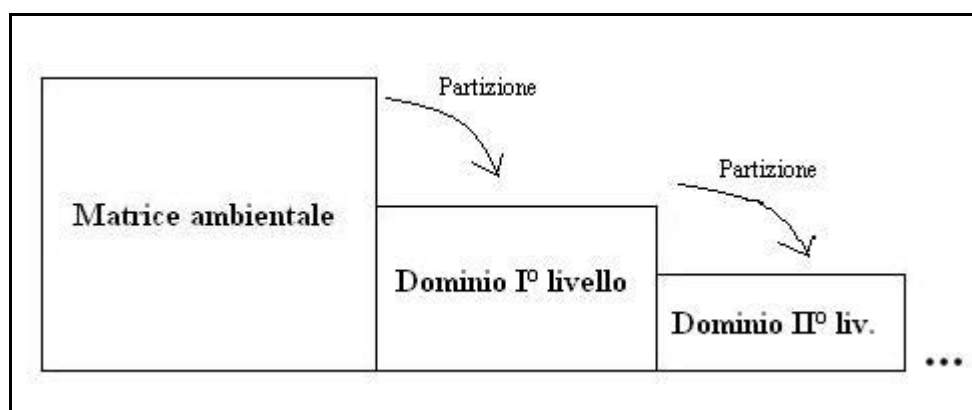 Partizione
Partizione
Matrice ambientale
Dominio I° livello
Dominio II° liv.
...